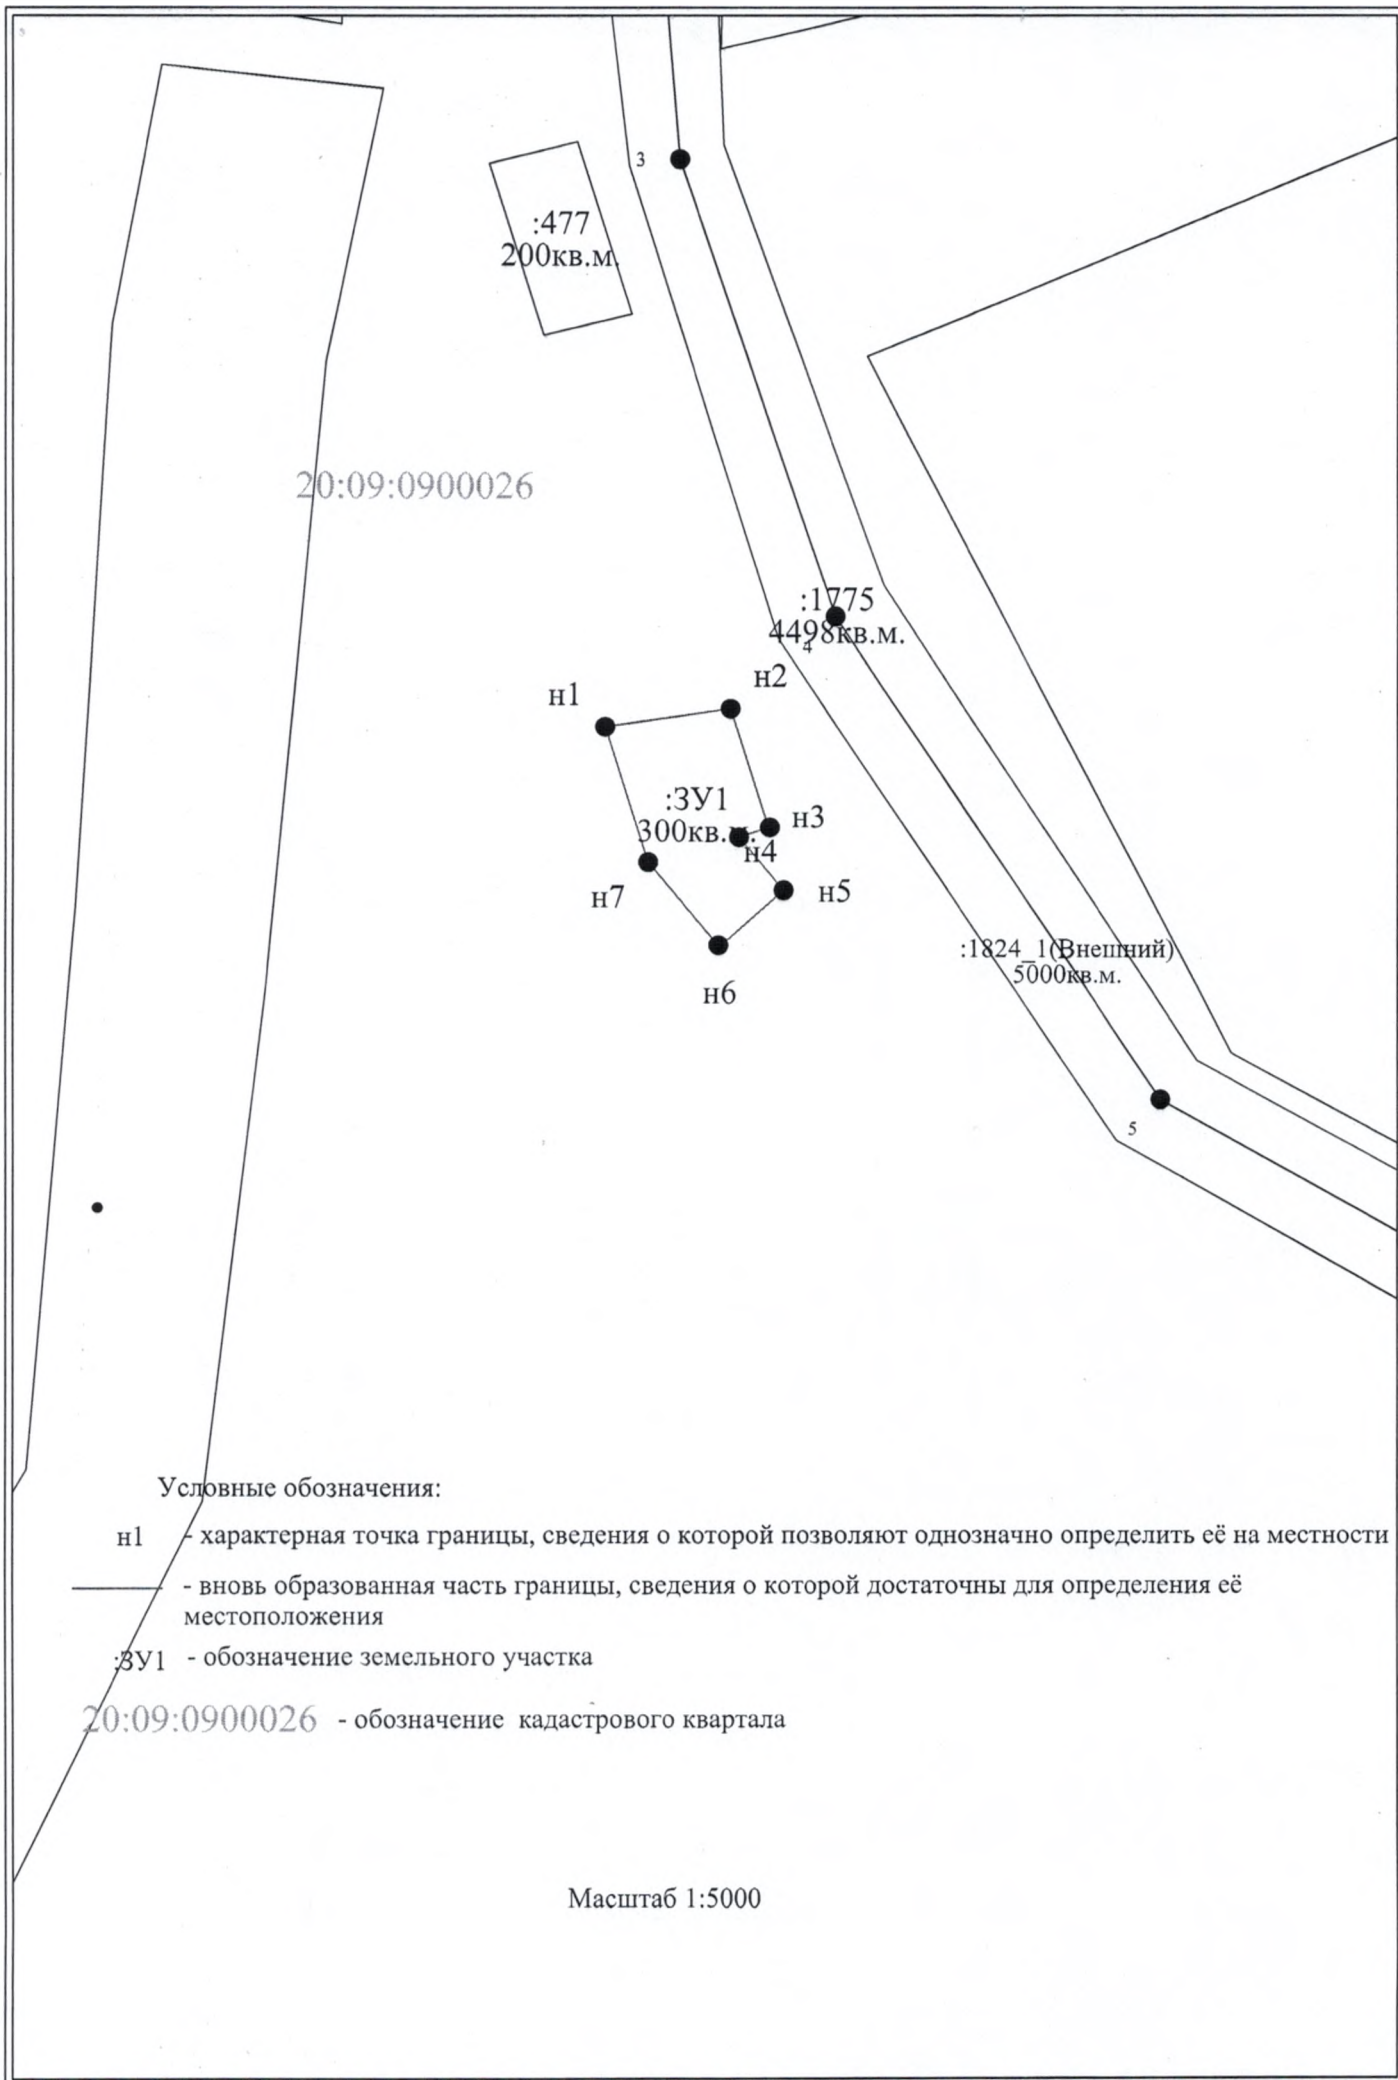 3
:477
200кв.м.
20:09:0900026
:1775
4498кв.м.
4
н2
н1
:ЗУ1
300кв.м.
н3
н4
н7
н5
:1824_1(Внешний)
5000кв.м.
н6
5
Условные обозначения:
н1 - характерная точка границы, сведения о которой позволяют однозначно определить её на местности
- вновь образованная часть границы, сведения о которой достаточны для определения её
местоположения
:ЗУ1 - обозначение земельного участка
20:09:0900026 - обозначение кадастрового квартала
Масштаб 1:5000